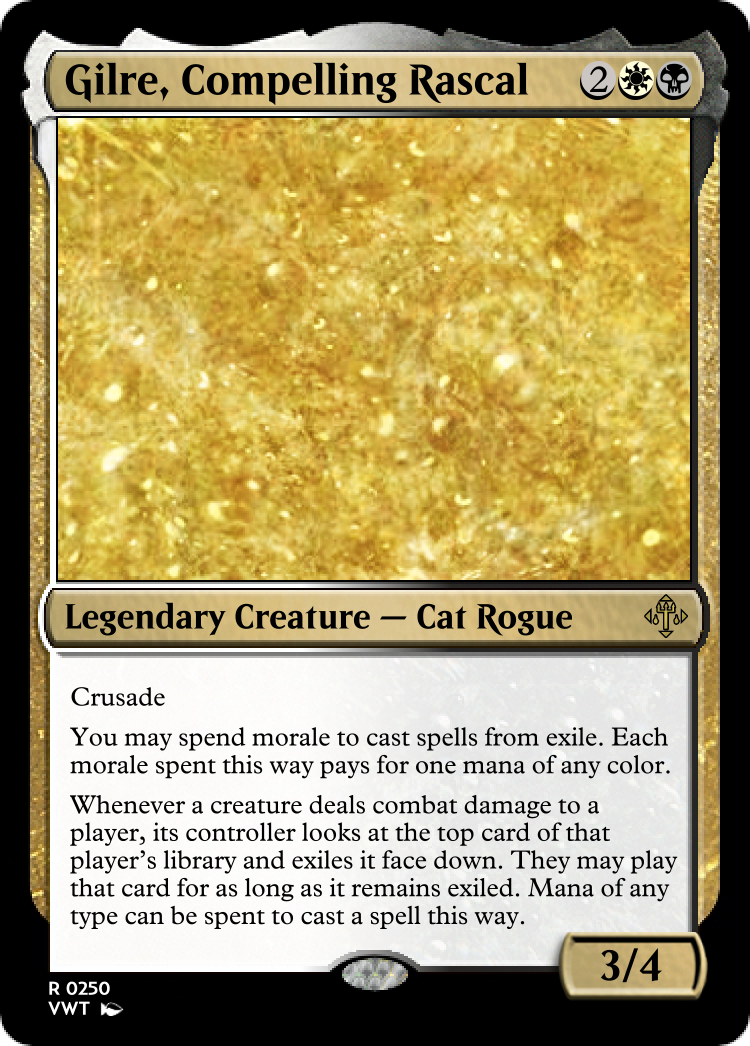 Gilre, Compelling Rascal 2
Legendary Creature — Cat Rogue
Crusade
You may spend morale to cast spells from exile. Each
morale spent this way pays for one mana of any color.
Whenever a creature deals combat damage to a
player, its controller looks at the top card of that
player's library and exiles it face down. They may play
that card for as long as it remains exiled. Mana of any
type can be spent to cast a spell this way.
3/4
R 0250
VWT